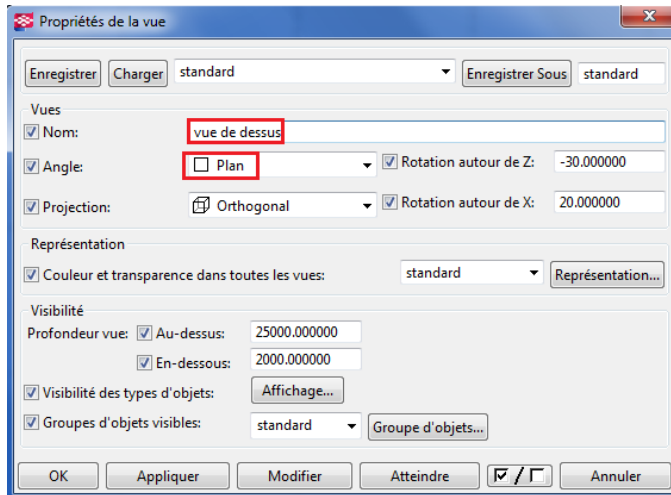 Propriétés de la vue
Enregistrer Charger standard Enregistrer Sous standard
Vues
Nom: vue de dessus
Angle: Plan Rotation autour de Z: -30.000000
Projection: Orthogonal Rotation autour de X: 20.000000
Représentation
Couleur et transparence dans toutes les vues: standard Représentation...
Visibilité
Profondeur vue: Au-dessus: 25000.000000
En-dessous: 2000.000000
Visibilité des types d'objets: Affichage...
Groupes d'objets visibles: standard Groupe d'objets...
OK Appliquer Modifier Atteindre / Annuler